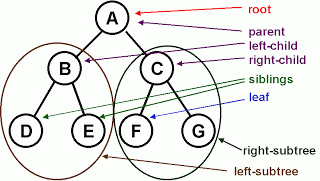 A
root
parent
left-child
B
C
right-child
siblings
leaf
D
E
F
G
right-subtree
left-subtree